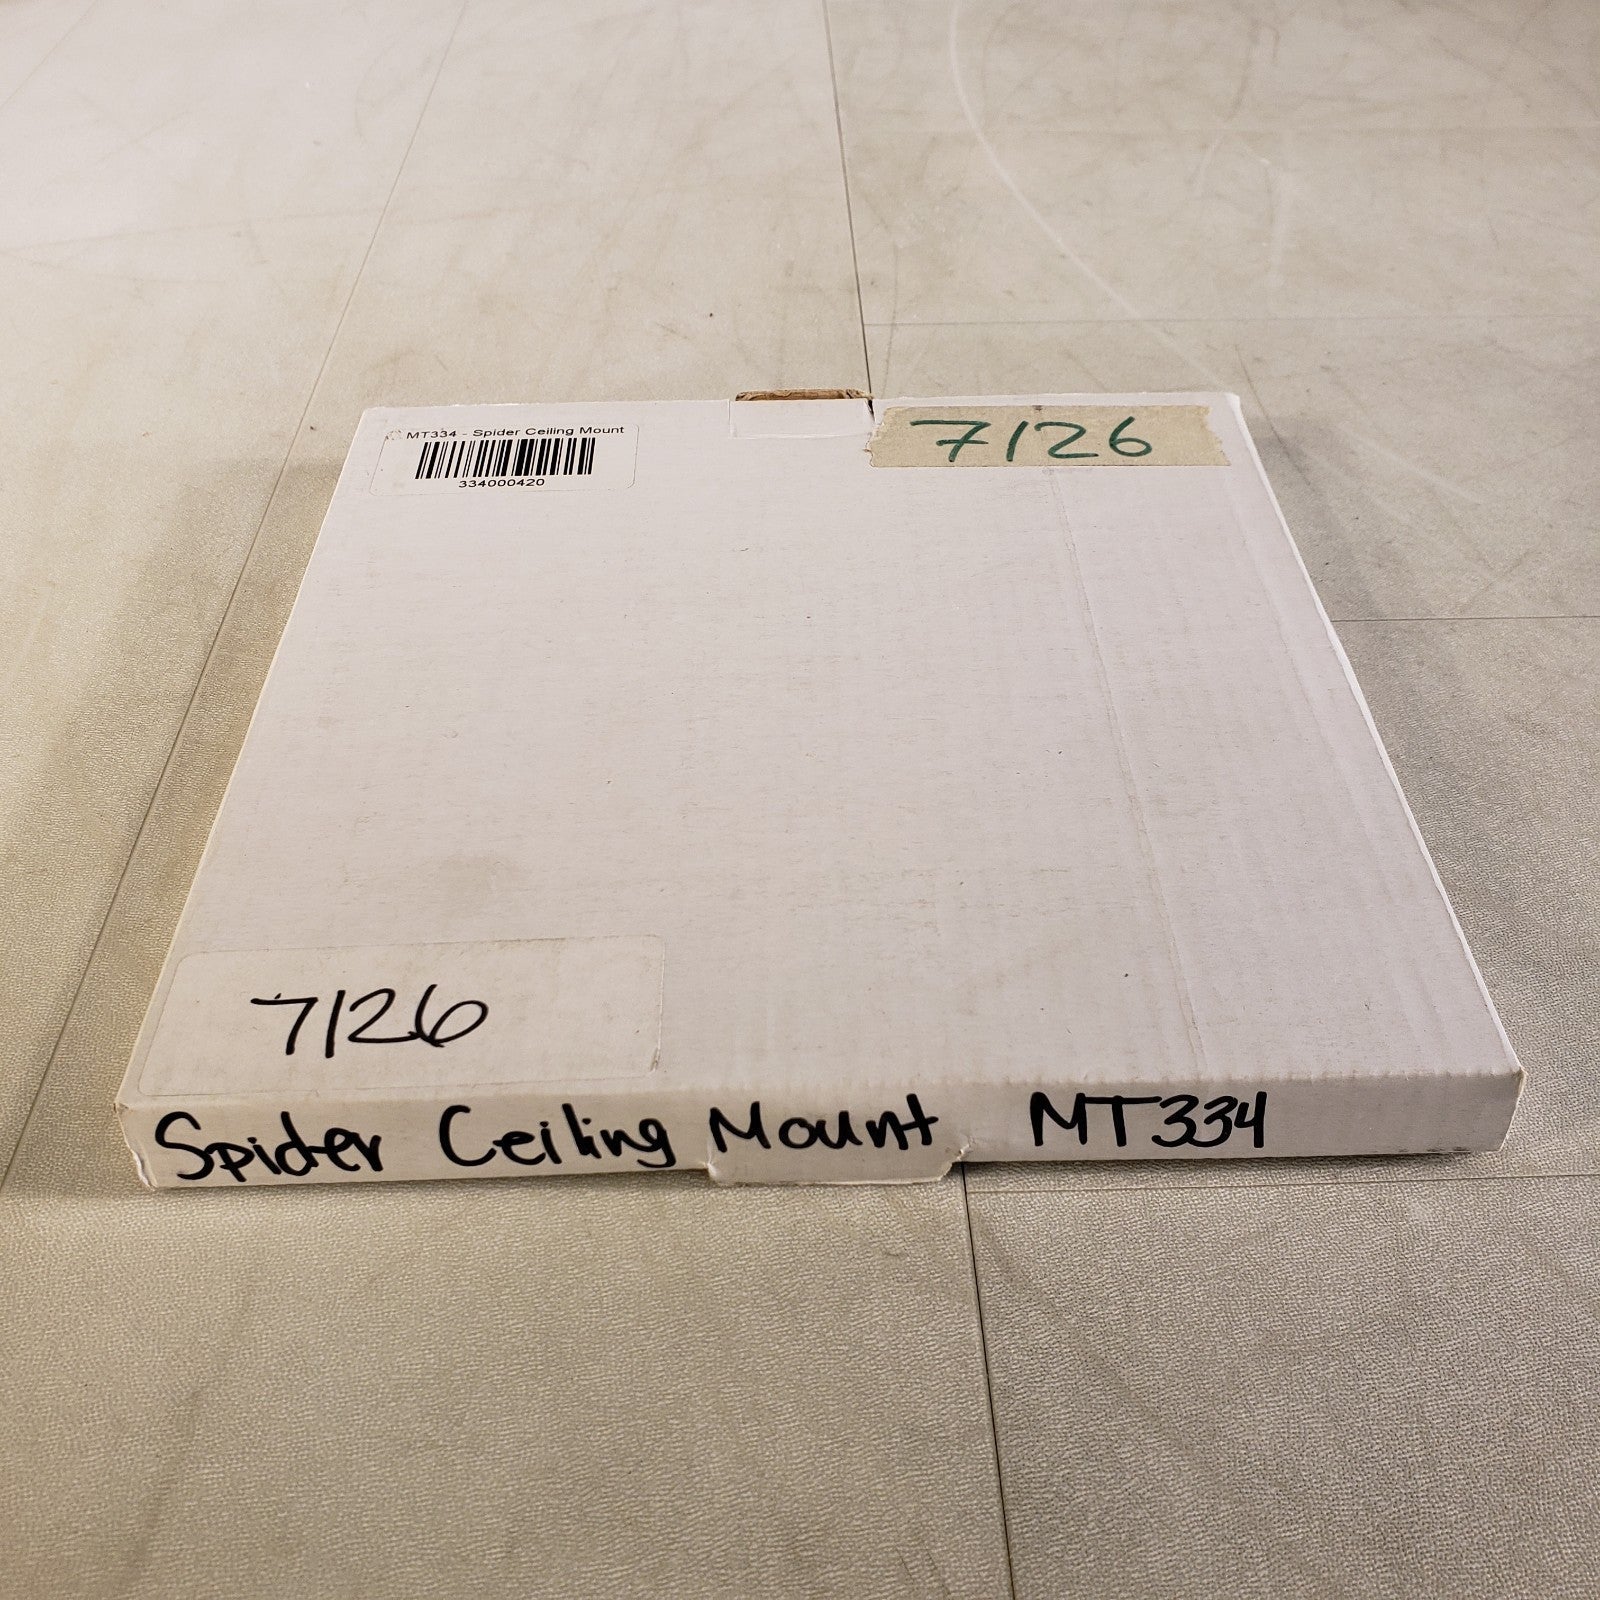 MT334 - Spider Ceiling Mount
334000420
7126
7126
Spider Ceiling Mount MT334